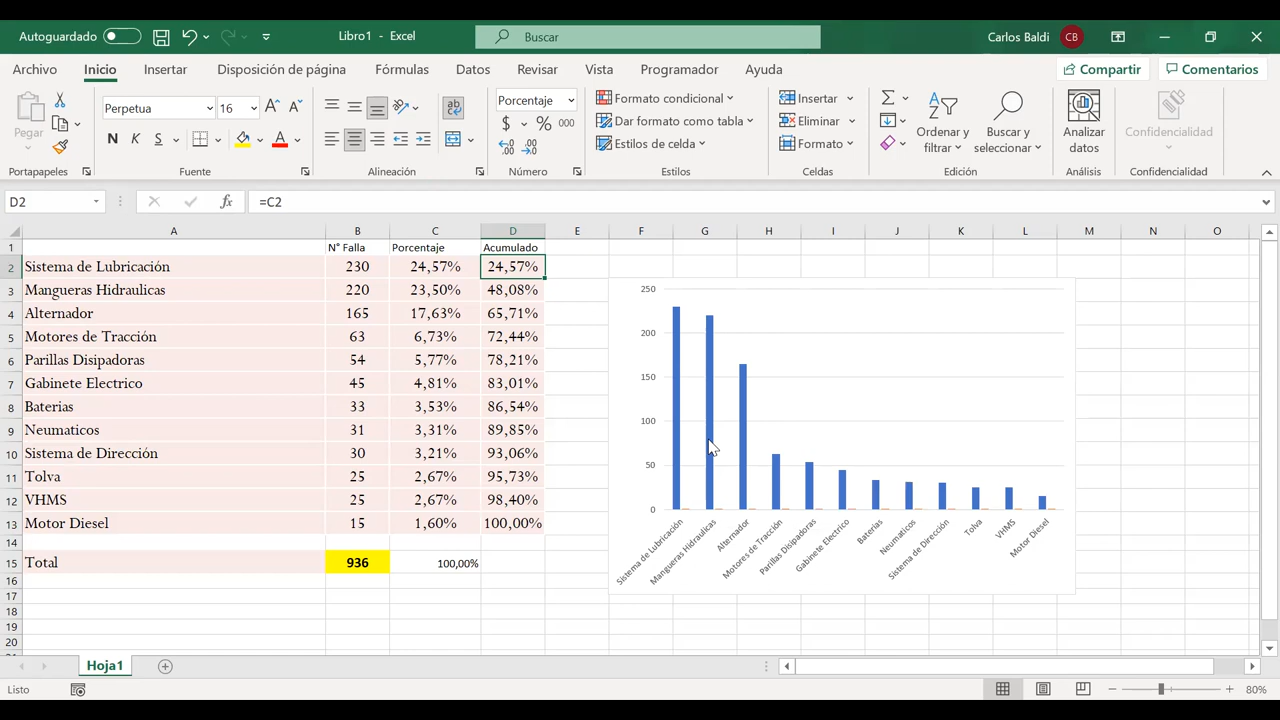 Autoguardado Libro1 - Excel Buscar Carlos Baldi CB
Archivo Inicio Insertar Disposición de página Fórmulas Datos Revisar Vista Programador Ayuda Compartir Comentarios
Pegar Perpetua 16 A A ab Porcentaje Formato condicional Insertar Ordenar y filtrar Buscar y seleccionar Analizar datos Confidencialidad
N K S A $ % 000 Dar formato como tabla Eliminar
Estilos de celda Formato
Portapapeles Fuente Alineación Número Estilos Celdas Edición Análisis Confidencialidad
D2 fx =C2
A B C D E F G H I J K L M N O
1 N° Falla Porcentaje Acumulado
2 Sistema de Lubricación 230 24,57% 24,57%
3 Mangueras Hidraulicas 220 23,50% 48,08%
4 Alternador 165 17,63% 65,71%
5 Motores de Tracción 63 6,73% 72,44%
6 Parillas Disipadoras 54 5,77% 78,21%
7 Gabinete Electrico 45 4,81% 83,01%
8 Baterias 33 3,53% 86,54%
9 Neumaticos 31 3,31% 89,85%
10 Sistema de Dirección 30 3,21% 93,06%
11 Tolva 25 2,67% 95,73%
12 VHMS 25 2,67% 98,40%
13 Motor Diesel 15 1,60% 100,00%
14
15 Total 936 100,00%
16
17
18
19
20
250
200
150
100
50
0
Sistema de Lubricación
Mangueras Hidraulicas
Alternador
Motores de Tracción
Parillas Disipadoras
Gabinete Electrico
Baterias
Neumaticos
Sistema de Dirección
Tolva
VHMS
Motor Diesel
Hoja1
Listo 80%